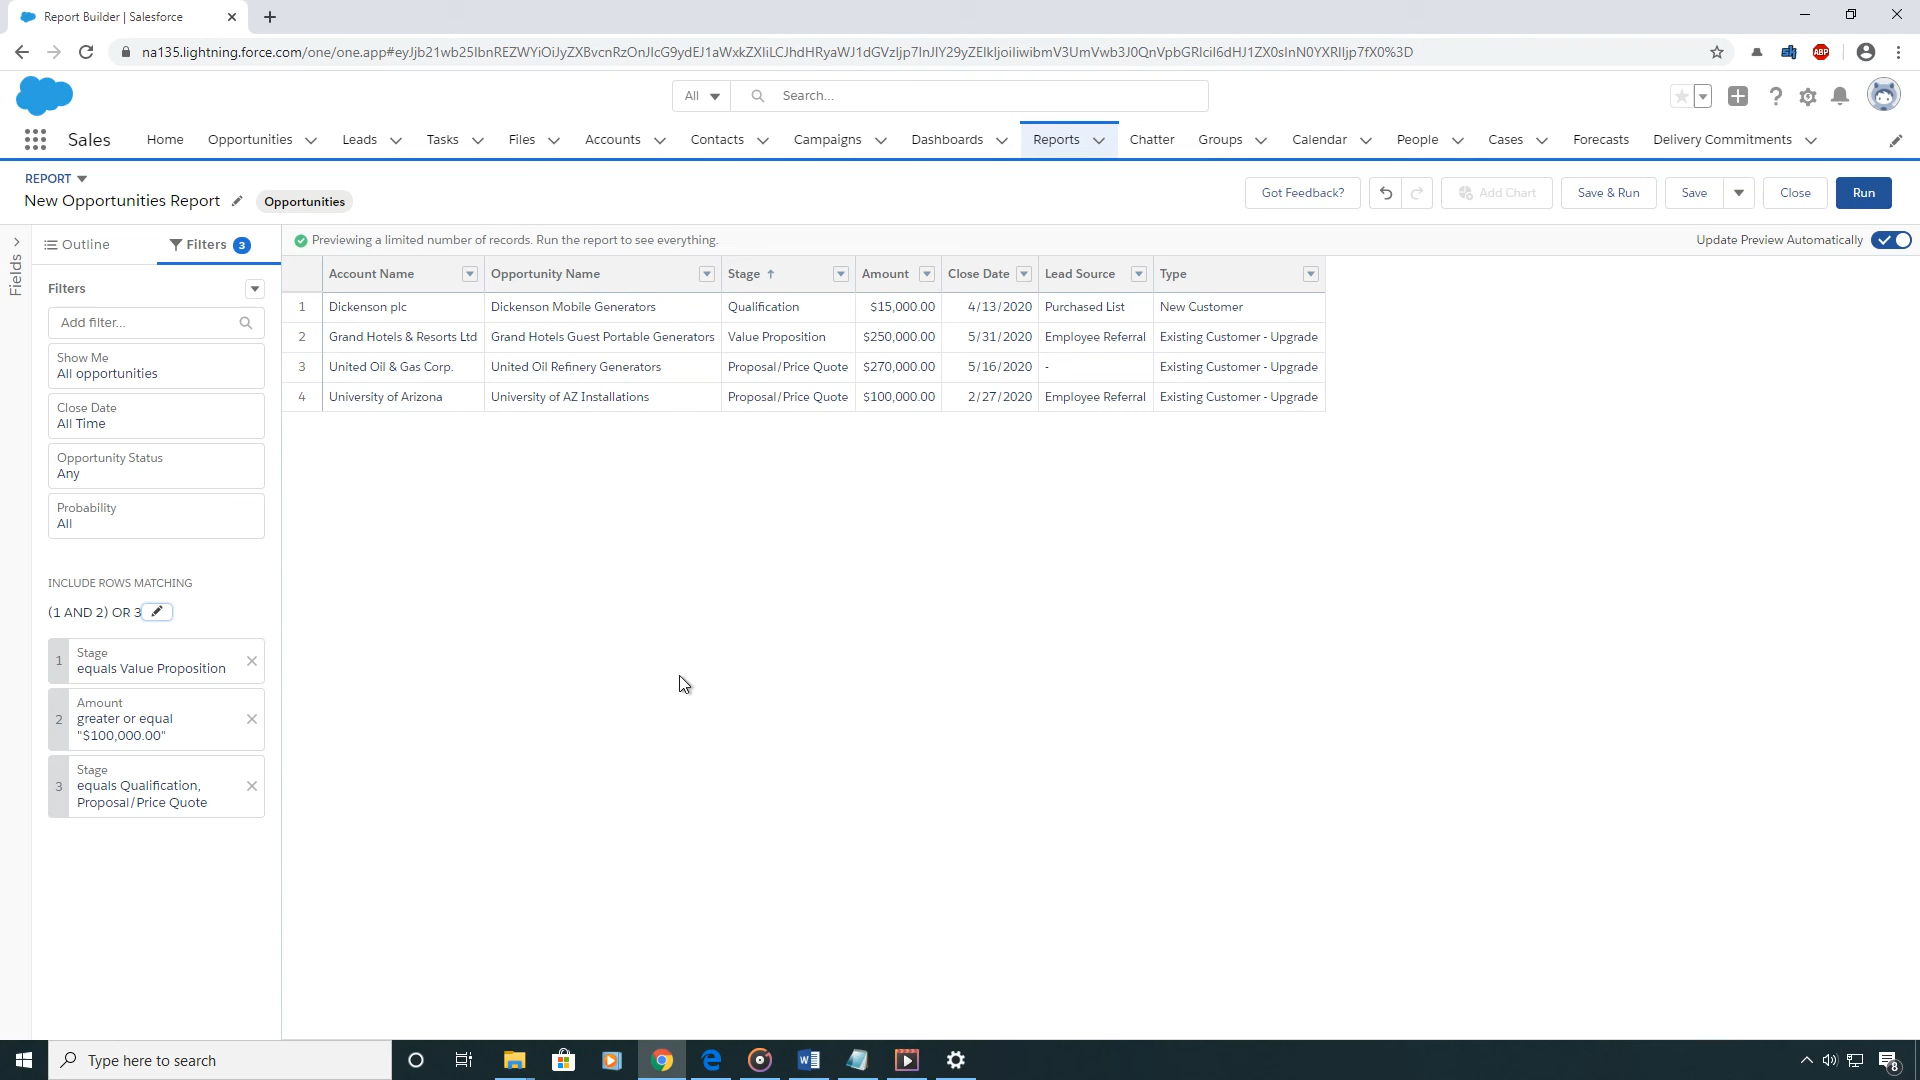 Report Builder | Salesforce
All
Search...
Sales
Home
Opportunities
Leads
Tasks
Files
Accounts
Contacts
Campaigns
Dashboards
Reports
Chatter
Groups
Calendar
People
Cases
Forecasts
Delivery Commitments
REPORT
New Opportunities Report
Opportunities
Got Feedback?
Add Chart
Save & Run
Save
Close
Run
Fields
Outline
Filters 3
Previewing a limited number of records. Run the report to see everything.
Update Preview Automatically
Filters
Add filter...
Show Me
All opportunities
Close Date
All Time
Opportunity Status
Any
Probability
All
INCLUDE ROWS MATCHING
(1 AND 2) OR 3
1 Stage
equals Value Proposition
2 Amount
greater or equal
"$100,000.00"
3 Stage
equals Qualification,
Proposal/Price Quote
Account Name Opportunity Name Stage Amount Close Date Lead Source Type
1 Dickenson plc Dickenson Mobile Generators Qualification $15,000.00 4/13/2020 Purchased List New Customer
2 Grand Hotels & Resorts Ltd Grand Hotels Guest Portable Generators Value Proposition $250,000.00 5/31/2020 Employee Referral Existing Customer - Upgrade
3 United Oil & Gas Corp. United Oil Refinery Generators Proposal/Price Quote $270,000.00 5/16/2020 - Existing Customer - Upgrade
4 University of Arizona University of AZ Installations Proposal/Price Quote $100,000.00 2/27/2020 Employee Referral Existing Customer - Upgrade
Type here to search
8